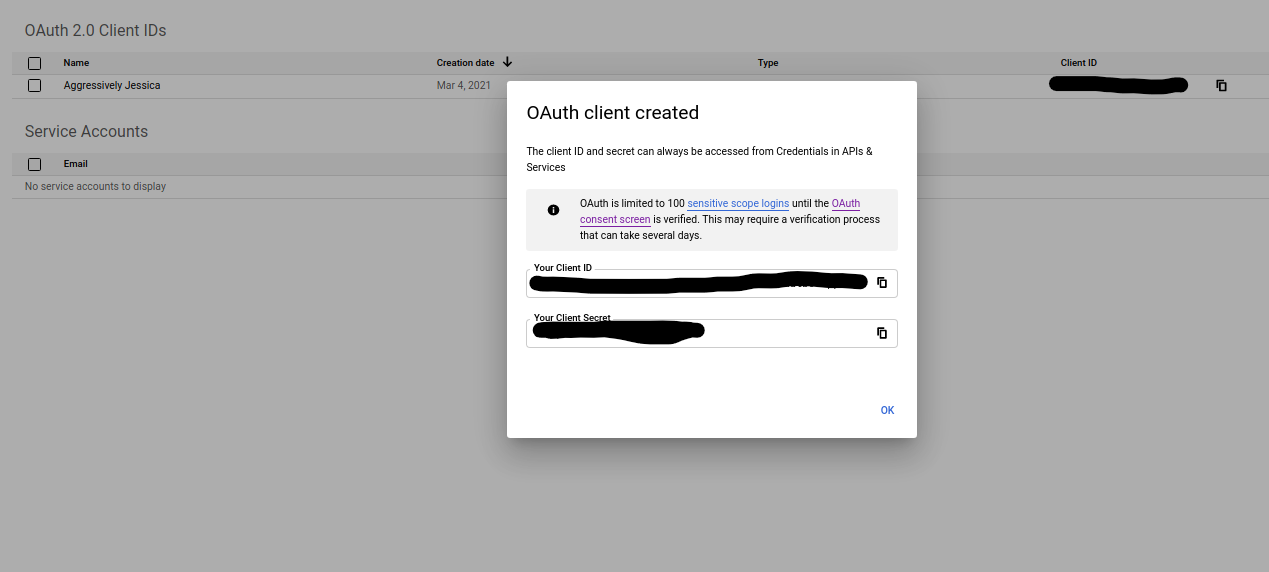 OAuth 2.0 Client IDs
Name Creation date Type Client ID
Aggressively Jessica Mar 4, 2021
Service Accounts
Email
No service accounts to display
OAuth client created
The client ID and secret can always be accessed from Credentials in APIs &
Services
OAuth is limited to 100 sensitive scope logins until the OAuth
consent screen is verified. This may require a verification process
that can take several days.
Your Client ID
Your Client Secret
OK